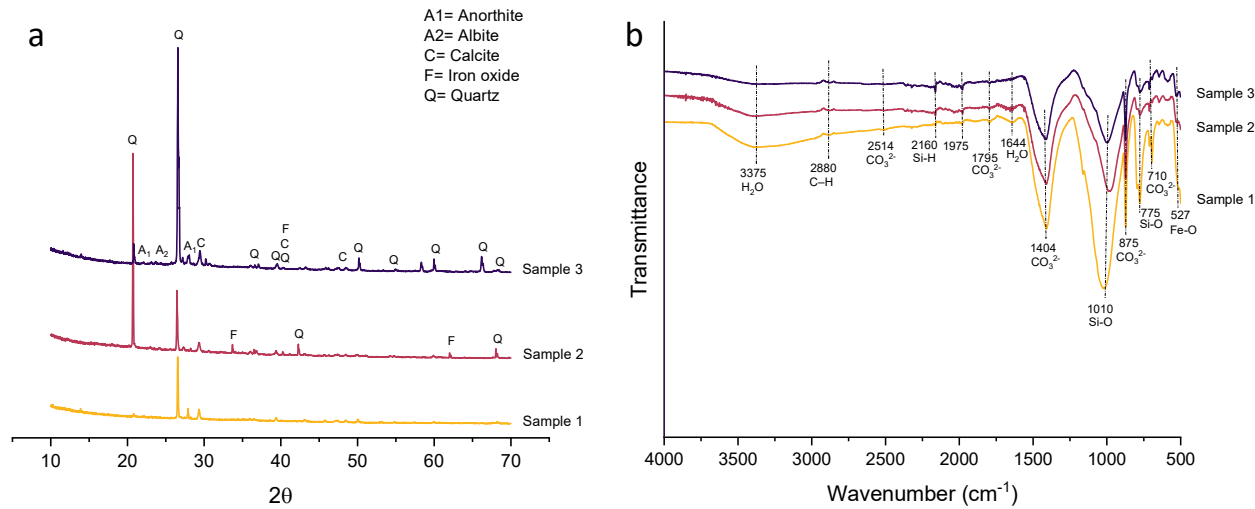 a
A1= Anorthite
A2= Albite
C= Calcite
F= Iron oxide
Q= Quartz
Q
Q
A₁
A₂
A₁
C
Q
Q
F
C
Q
C
Q
Q
Q
Q
Q
Sample 3
F
Q
F
Q
Sample 2
Sample 1
10 20 30 40 50 60 70
2θ
b
Transmittance
Sample 3
Sample 2
Sample 1
3375
H₂O
2880
C–H
2514
CO₃²⁻
2160
Si-H
1975
1795
CO₃²⁻
1644
H₂O
1404
CO₃²⁻
1010
Si-O
875
CO₃²⁻
775
Si-O
710
CO₃²⁻
527
Fe-O
4000 3500 3000 2500 2000 1500 1000 500
Wavenumber (cm⁻¹)